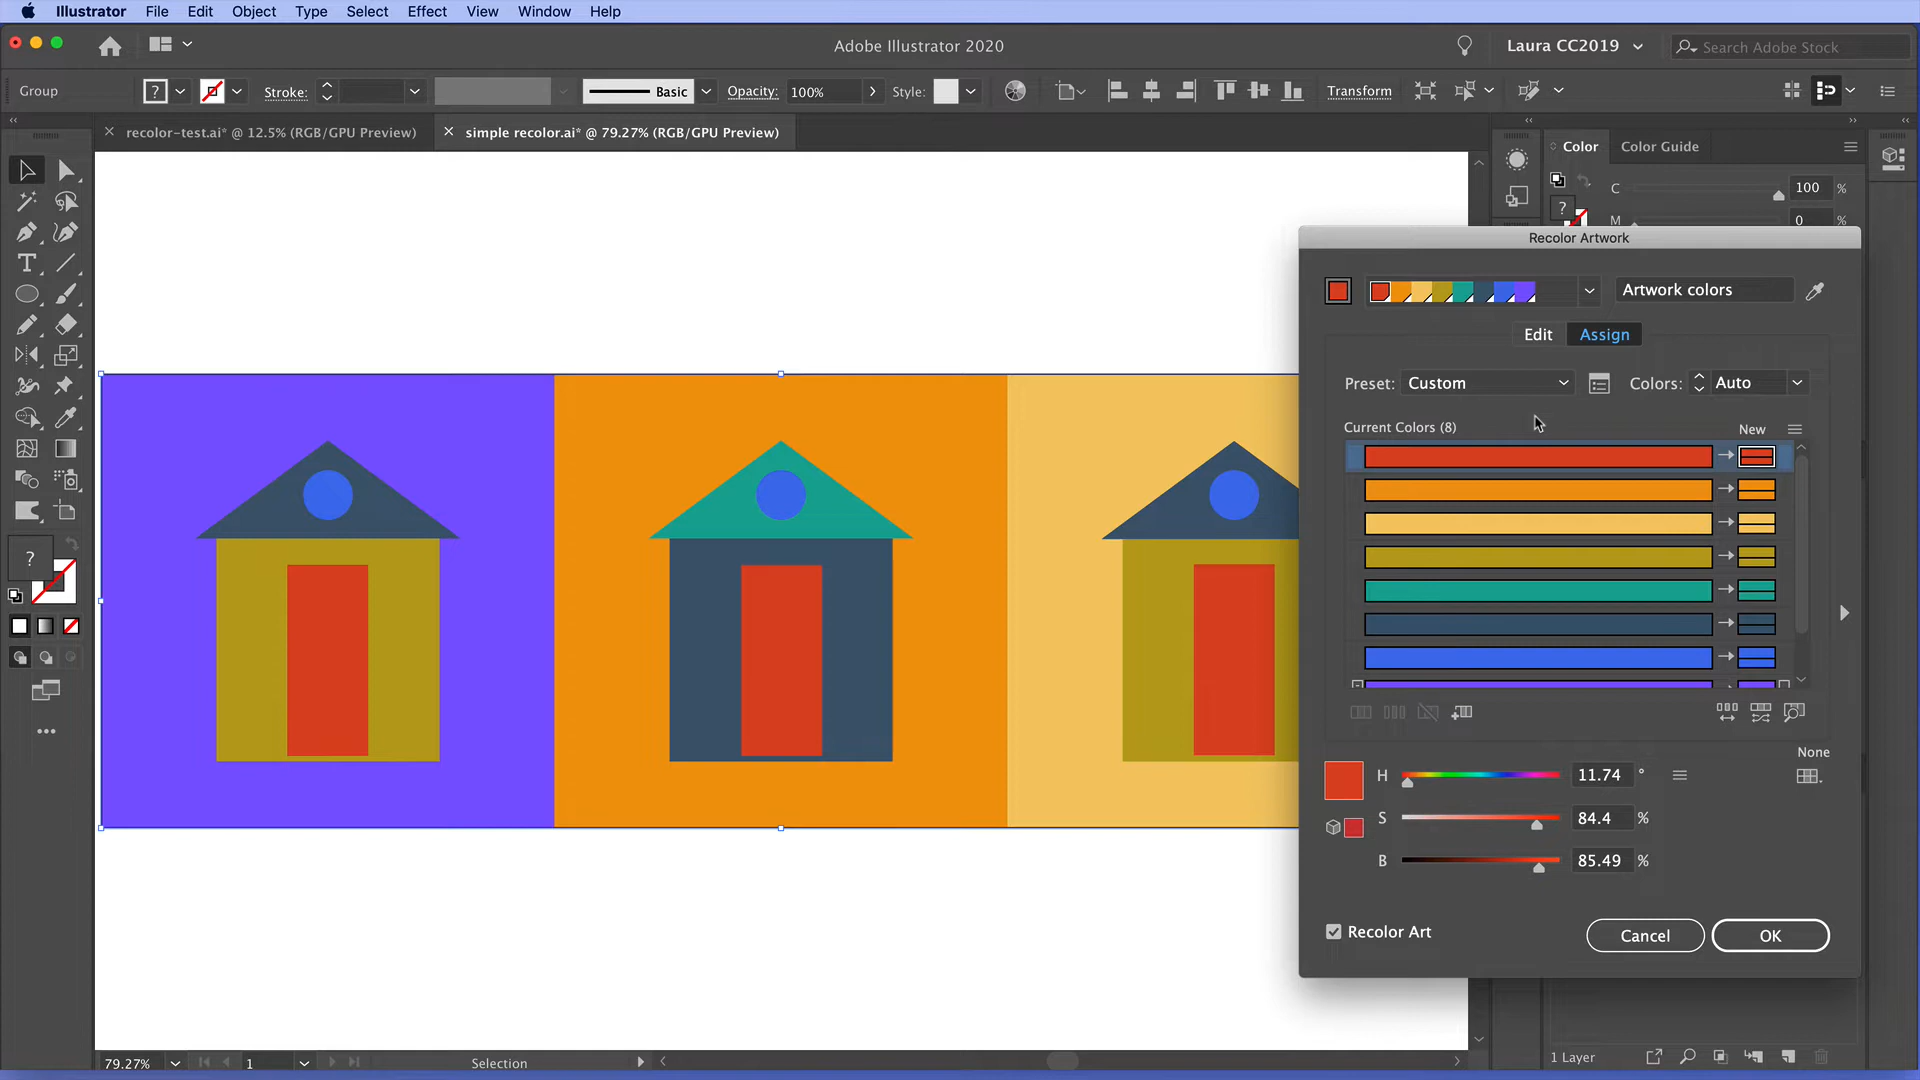 Illustrator File Edit Object Type Select Effect View Window Help
Adobe Illustrator 2020
Laura CC2019
Search Adobe Stock
Group
?
Stroke:
Basic
Opacity:
100%
Style:
Transform
× recolor-test.ai* @ 12.5% (RGB/GPU Preview)
× simple recolor.ai* @ 79.27% (RGB/GPU Preview)
Color
Color Guide
C 100 %
?
M 0 %
Recolor Artwork
Artwork colors
Edit
Assign
Preset: Custom
Colors: Auto
Current Colors (8)
New
?
None
H 11.74 °
S 84.4 %
B 85.49 %
Recolor Art
Cancel
OK
79.27%
1
Selection
1 Layer